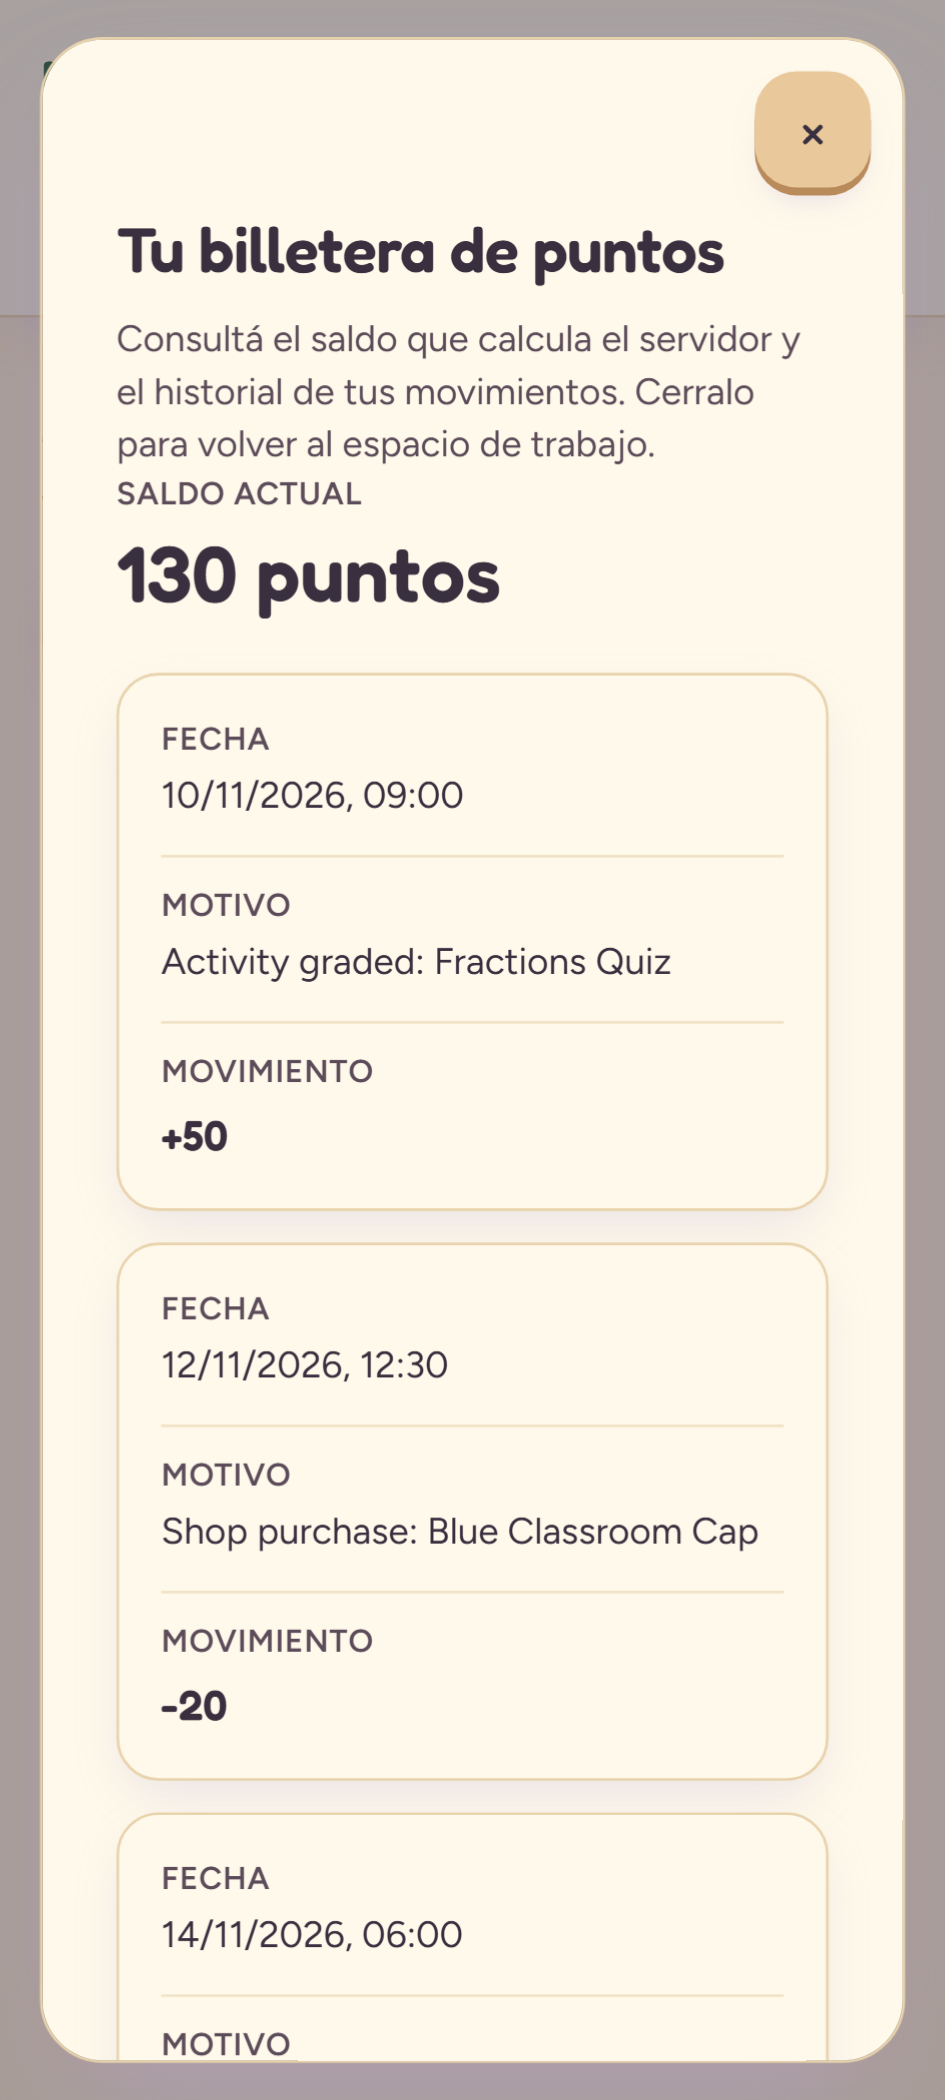 ×
Tu billetera de puntos
Consultá el saldo que calcula el servidor y
el historial de tus movimientos. Cerralo
para volver al espacio de trabajo.
SALDO ACTUAL
130 puntos
FECHA
10/11/2026, 09:00
MOTIVO
Activity graded: Fractions Quiz
MOVIMIENTO
+50
FECHA
12/11/2026, 12:30
MOTIVO
Shop purchase: Blue Classroom Cap
MOVIMIENTO
-20
FECHA
14/11/2026, 06:00
MOTIVO